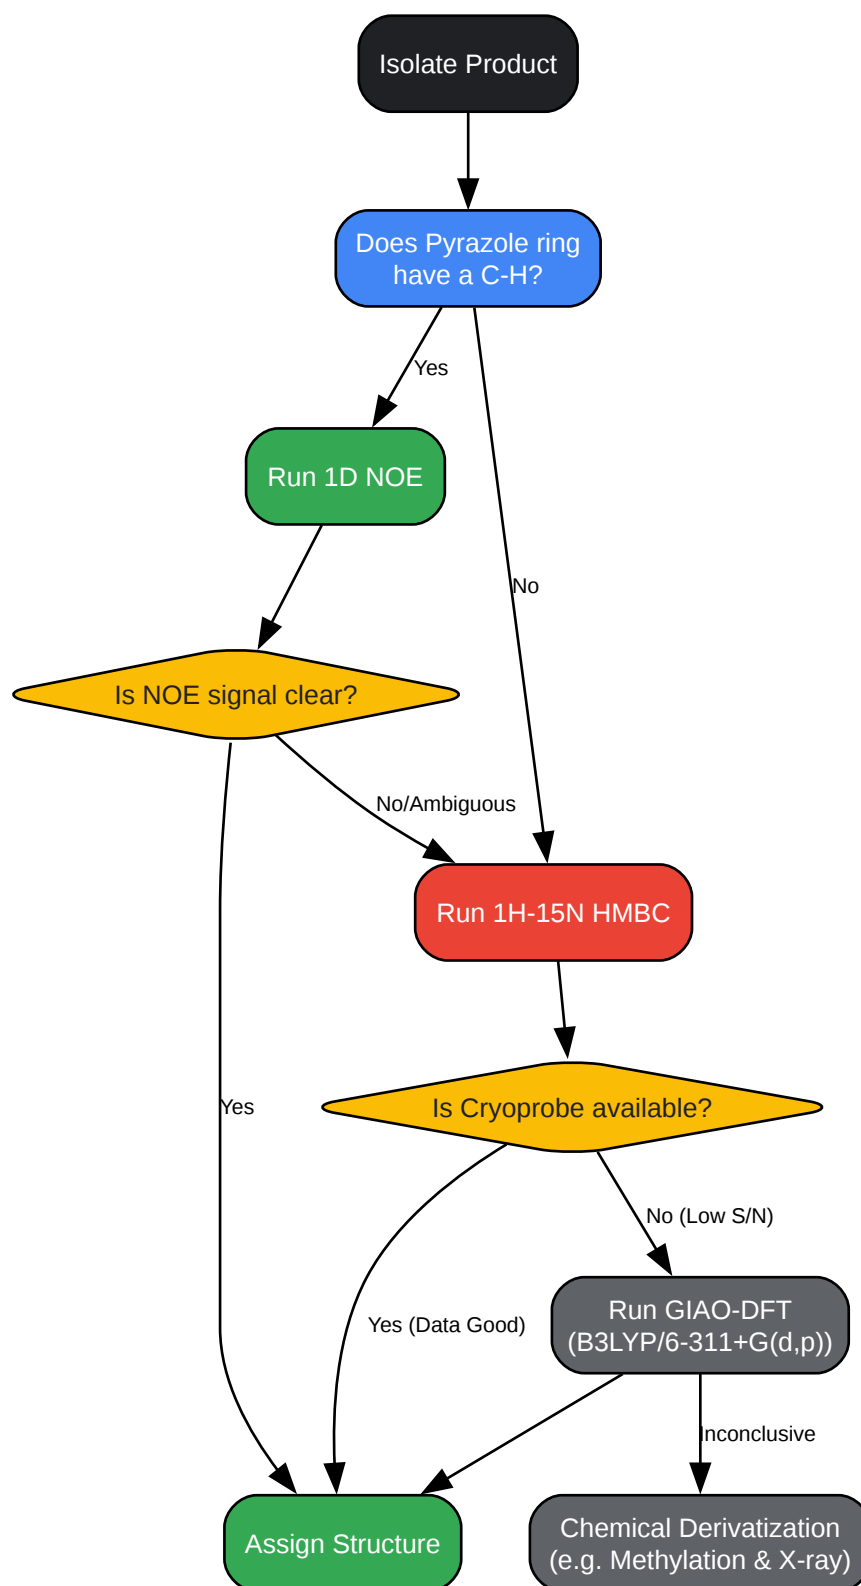 Isolate Product
Does Pyrazole ring
have a C-H?
Yes
Run 1D NOE
No
Is NOE signal clear?
No/Ambiguous
Run 1H-15N HMBC
Yes
Is Cryoprobe available?
No (Low S/N)
Yes (Data Good)
Run GIAO-DFT
(B3LYP/6-311+G(d,p))
Inconclusive
Assign Structure
Chemical Derivatization
(e.g. Methylation & X-ray)